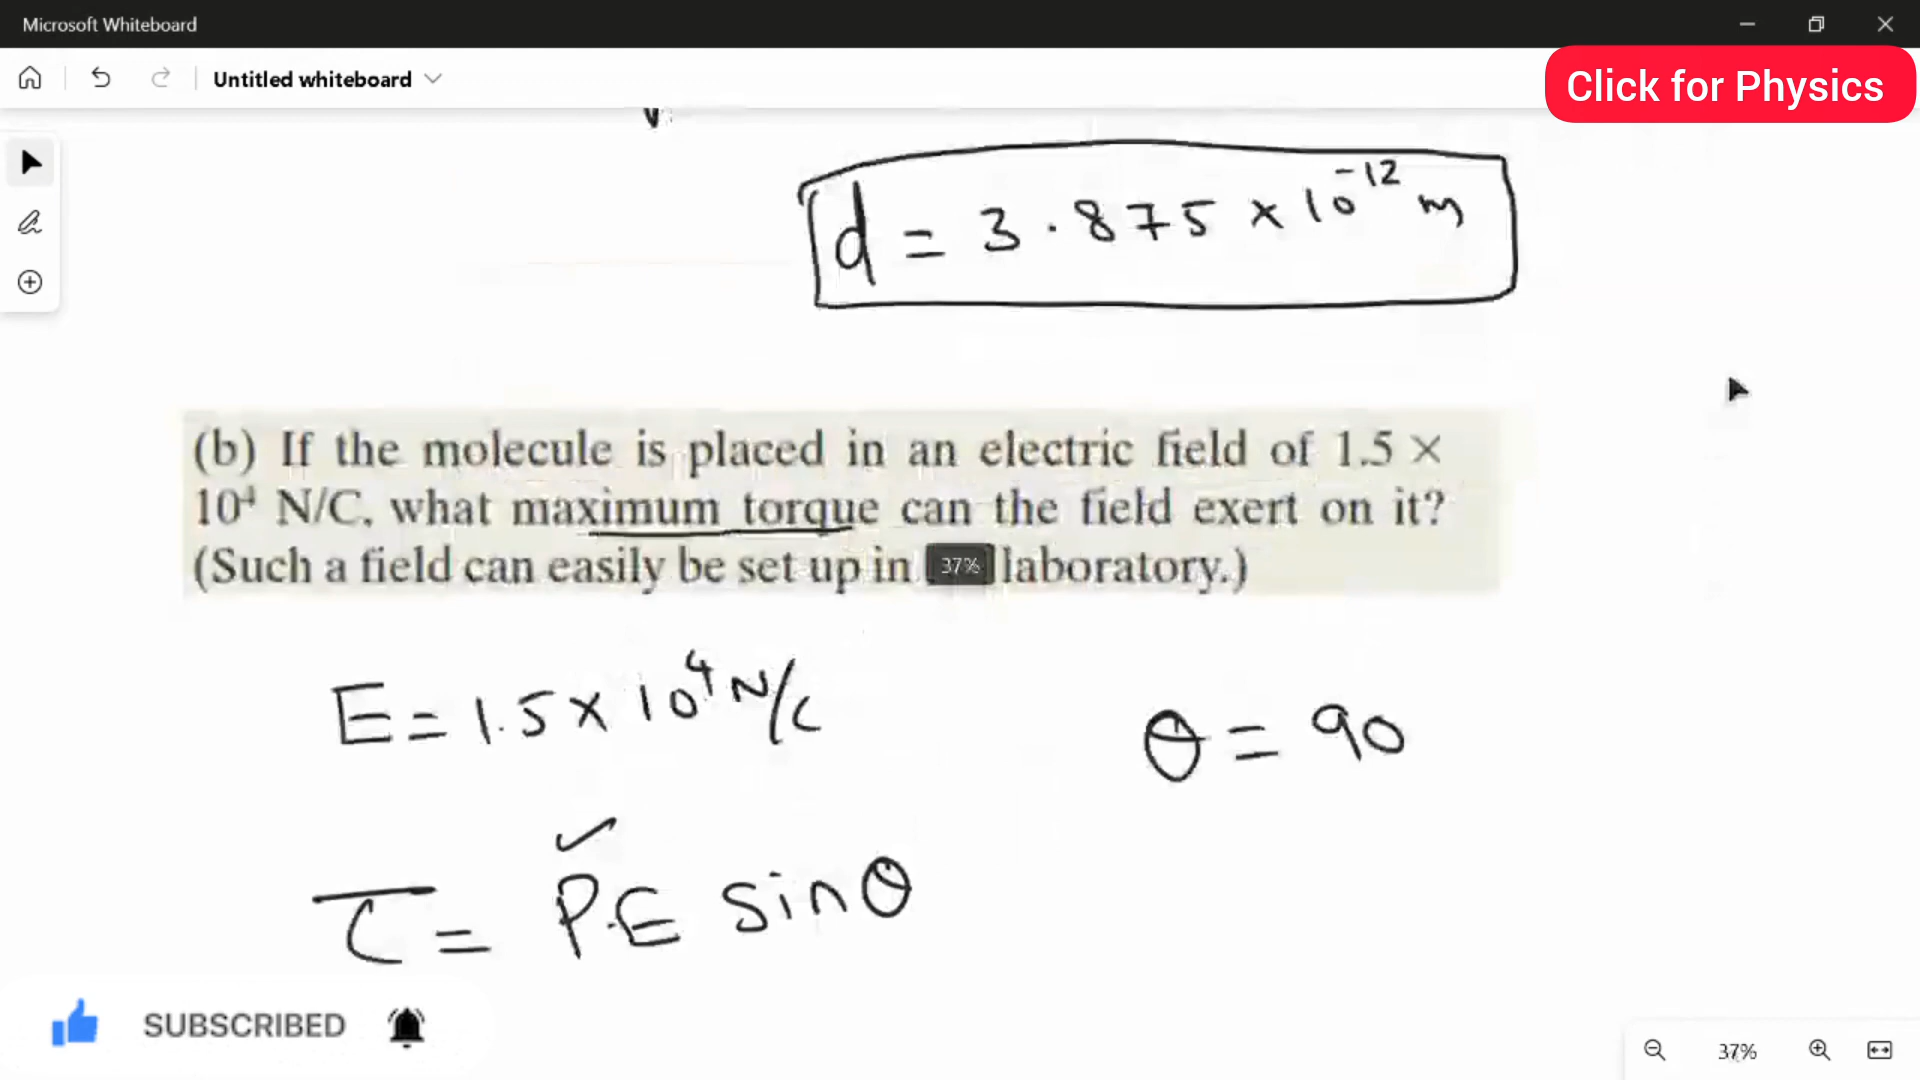 Microsoft Whiteboard
Untitled whiteboard
Click for Physics
d = 3.875 × 10⁻¹² m
(b) If the molecule is placed in an electric field of 1.5 ×
10⁴ N/C, what maximum torque can the field exert on it?
(Such a field can easily be set up in laboratory.)
37%
E = 1.5 × 10⁴ N/C
θ = 90
τ = P.E sinθ
SUBSCRIBED
37%